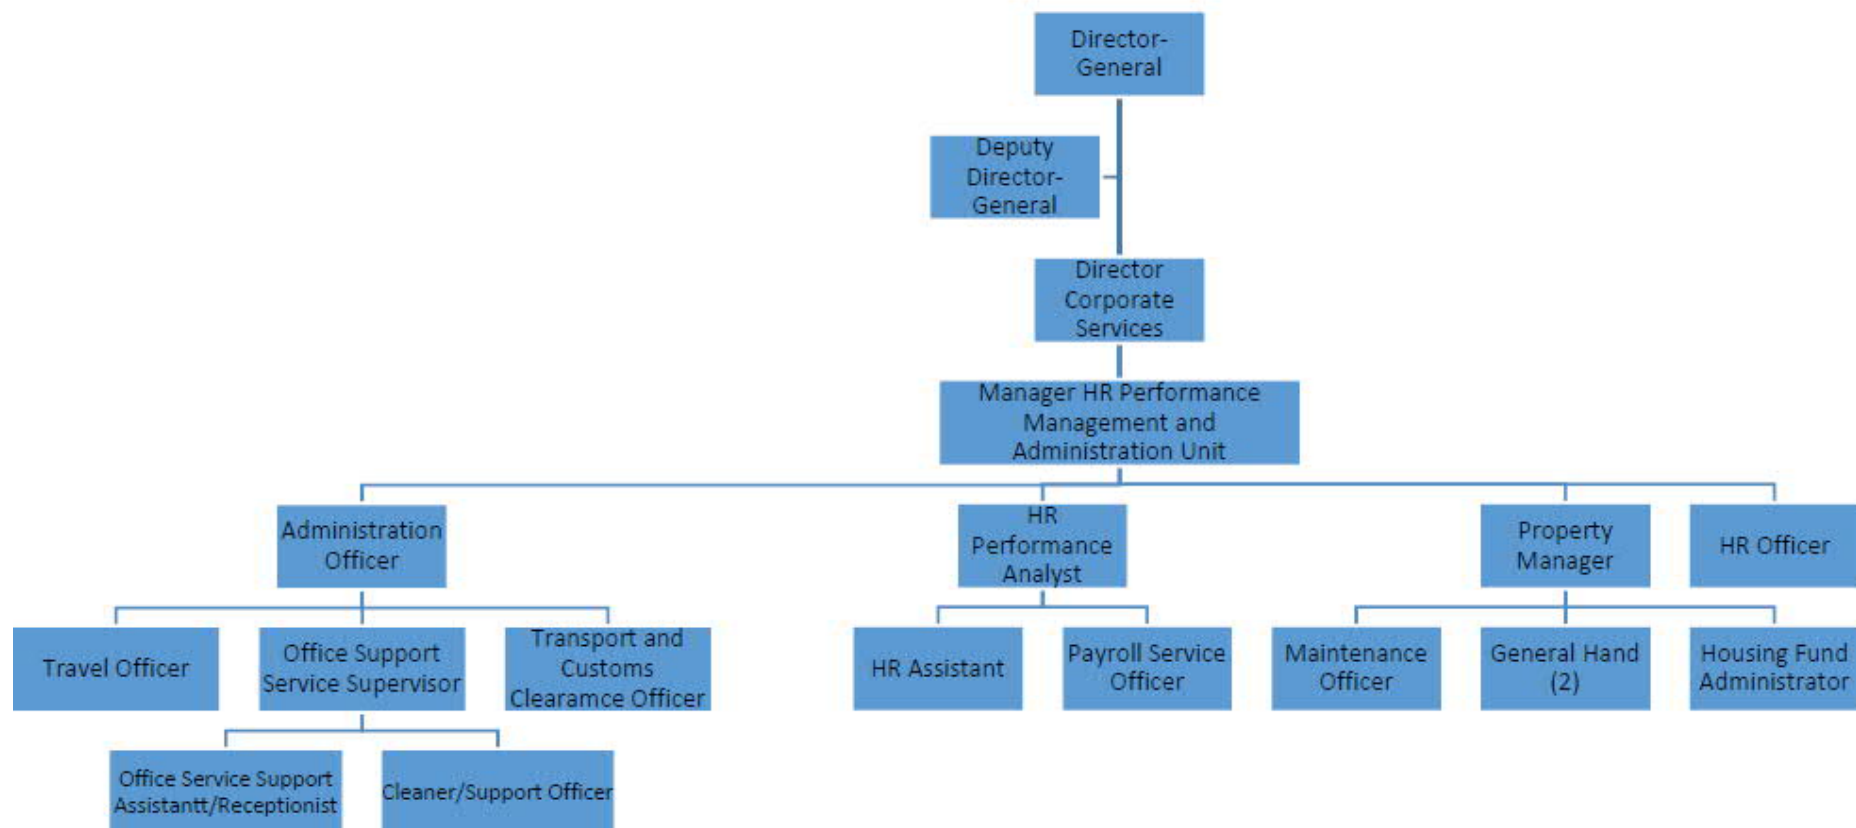 Director-
General
Deputy
Director-
General
Director
Corporate
Services
Manager HR Performance
Management and
Administration Unit
Administration
Officer
HR
Performance
Analyst
Property
Manager
HR Officer
Travel Officer
Office Support
Service Supervisor
Transport and
Customs
Clearamce Officer
HR Assistant
Payroll Service
Officer
Maintenance
Officer
General Hand
(2)
Housing Fund
Administrator
Office Service Support
Assistantt/Receptionist
Cleaner/Support Officer